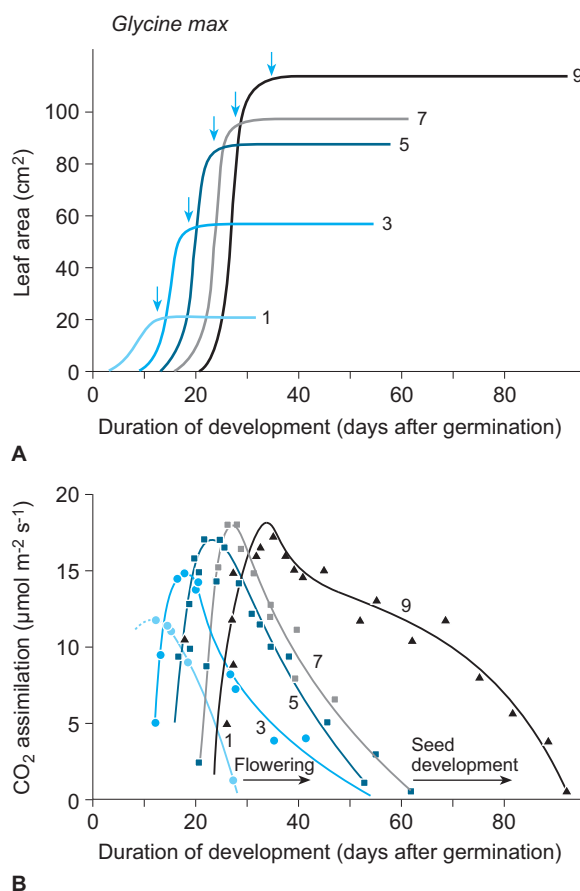 Glycine max
Leaf area (cm²)
100
80
60
40
20
0
9
7
5
3
1
0 20 40 60 80
Duration of development (days after germination)
A
CO₂ assimilation (μmol m⁻² s⁻¹)
20
15
10
5
0
9
7
5
3
1
Flowering
Seed
development
0 20 40 60 80
Duration of development (days after germination)
B